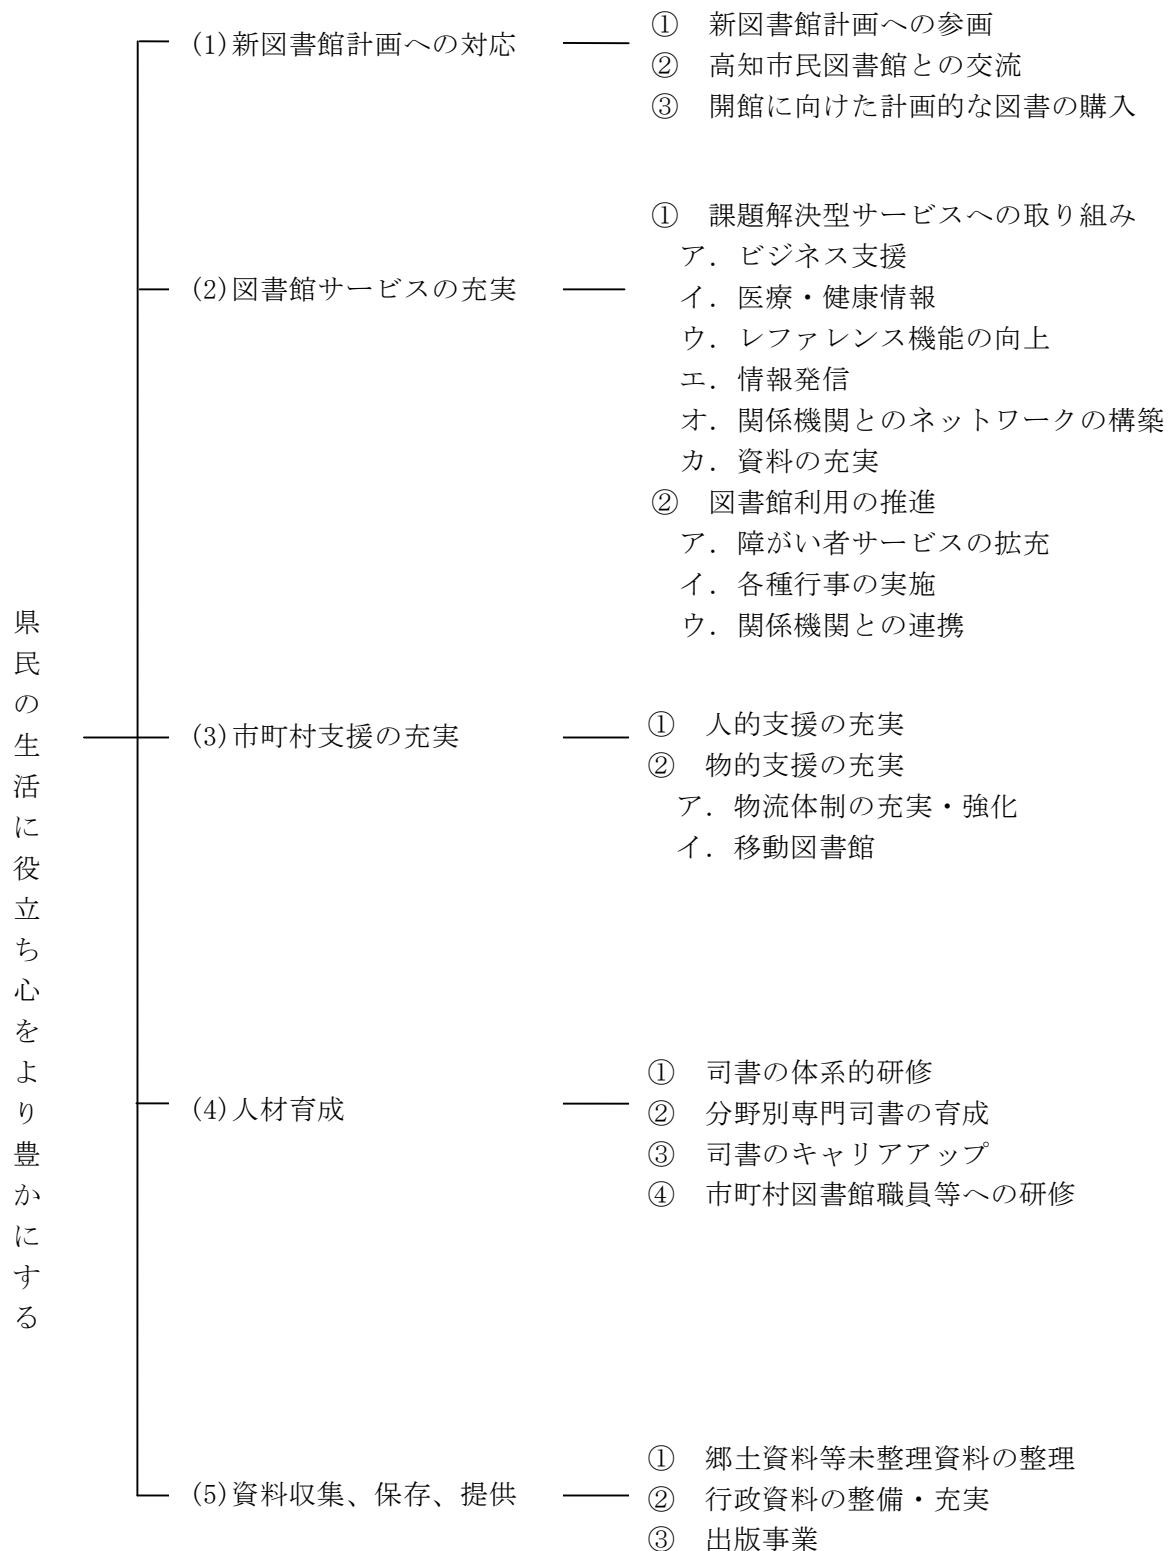 県民の生活に役立ち心をより豊かにする
(1)新図書館計画への対応
① 新図書館計画への参画
② 高知市民図書館との交流
③ 開館に向けた計画的な図書の購入
(2)図書館サービスの充実
① 課題解決型サービスへの取り組み
ア．ビジネス支援
イ．医療・健康情報
ウ．レファレンス機能の向上
エ．情報発信
オ．関係機関とのネットワークの構築
カ．資料の充実
② 図書館利用の推進
ア．障がい者サービスの拡充
イ．各種行事の実施
ウ．関係機関との連携
(3)市町村支援の充実
① 人的支援の充実
② 物的支援の充実
ア．物流体制の充実・強化
イ．移動図書館
(4)人材育成
① 司書の体系的研修
② 分野別専門司書の育成
③ 司書のキャリアアップ
④ 市町村図書館職員等への研修
(5)資料収集、保存、提供
① 郷土資料等未整理資料の整理
② 行政資料の整備・充実
③ 出版事業